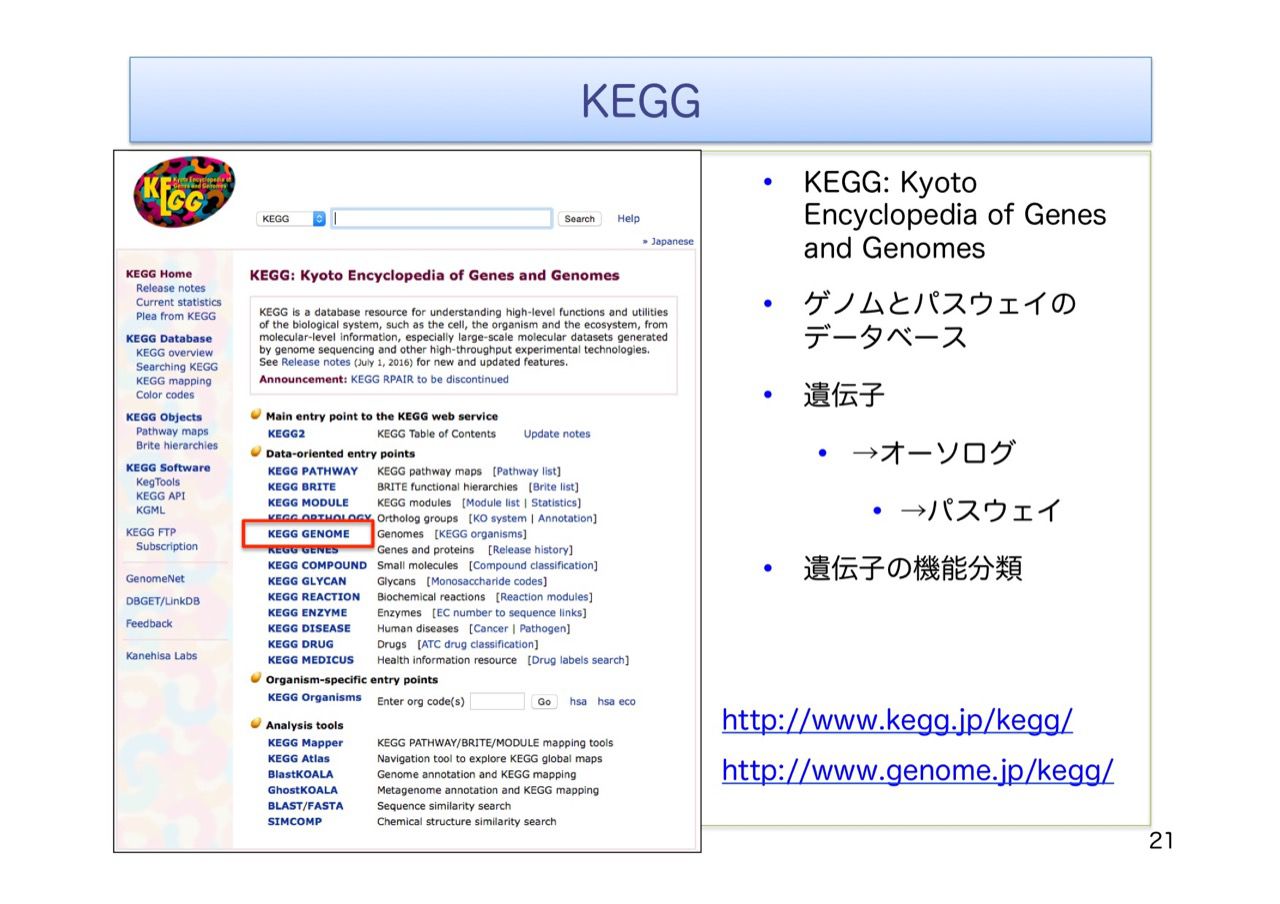 KEGG
KEGG
Kyoto Encyclopedia of
Genes and Genomes
KEGG
Search
Help
» Japanese
KEGG Home
Release notes
Current statistics
Plea from KEGG
KEGG Database
KEGG overview
Searching KEGG
KEGG mapping
Color codes
KEGG Objects
Pathway maps
Brite hierarchies
KEGG Software
KegTools
KEGG API
KGML
KEGG FTP
Subscription
GenomeNet
DBGET/LinkDB
Feedback
Kanehisa Labs
KEGG: Kyoto Encyclopedia of Genes and Genomes
KEGG is a database resource for understanding high-level functions and utilities
of the biological system, such as the cell, the organism and the ecosystem, from
molecular-level information, especially large-scale molecular datasets generated
by genome sequencing and other high-throughput experimental technologies.
See Release notes (July 1, 2016) for new and updated features.
Announcement: KEGG RPAIR to be discontinued
Main entry point to the KEGG web service
KEGG2 KEGG Table of Contents Update notes
Data-oriented entry points
KEGG PATHWAY KEGG pathway maps [Pathway list]
KEGG BRITE BRITE functional hierarchies [Brite list]
KEGG MODULE KEGG modules [Module list | Statistics]
KEGG ORTHOLOGY Ortholog groups [KO system | Annotation]
KEGG GENOME Genomes [KEGG organisms]
KEGG GENES Genes and proteins [Release history]
KEGG COMPOUND Small molecules [Compound classification]
KEGG GLYCAN Glycans [Monosaccharide codes]
KEGG REACTION Biochemical reactions [Reaction modules]
KEGG ENZYME Enzymes [EC number to sequence links]
KEGG DISEASE Human diseases [Cancer | Pathogen]
KEGG DRUG Drugs [ATC drug classification]
KEGG MEDICUS Health information resource [Drug labels search]
Organism-specific entry points
KEGG Organisms Enter org code(s) Go hsa hsa eco
Analysis tools
KEGG Mapper KEGG PATHWAY/BRITE/MODULE mapping tools
KEGG Atlas Navigation tool to explore KEGG global maps
BlastKOALA Genome annotation and KEGG mapping
GhostKOALA Metagenome annotation and KEGG mapping
BLAST/FASTA Sequence similarity search
SIMCOMP Chemical structure similarity search
• KEGG: Kyoto
Encyclopedia of Genes
and Genomes
• ゲノムとパスウェイの
データベース
• 遺伝子
• →オーソログ
• →パスウェイ
• 遺伝子の機能分類
http://www.kegg.jp/kegg/
http://www.genome.jp/kegg/
21